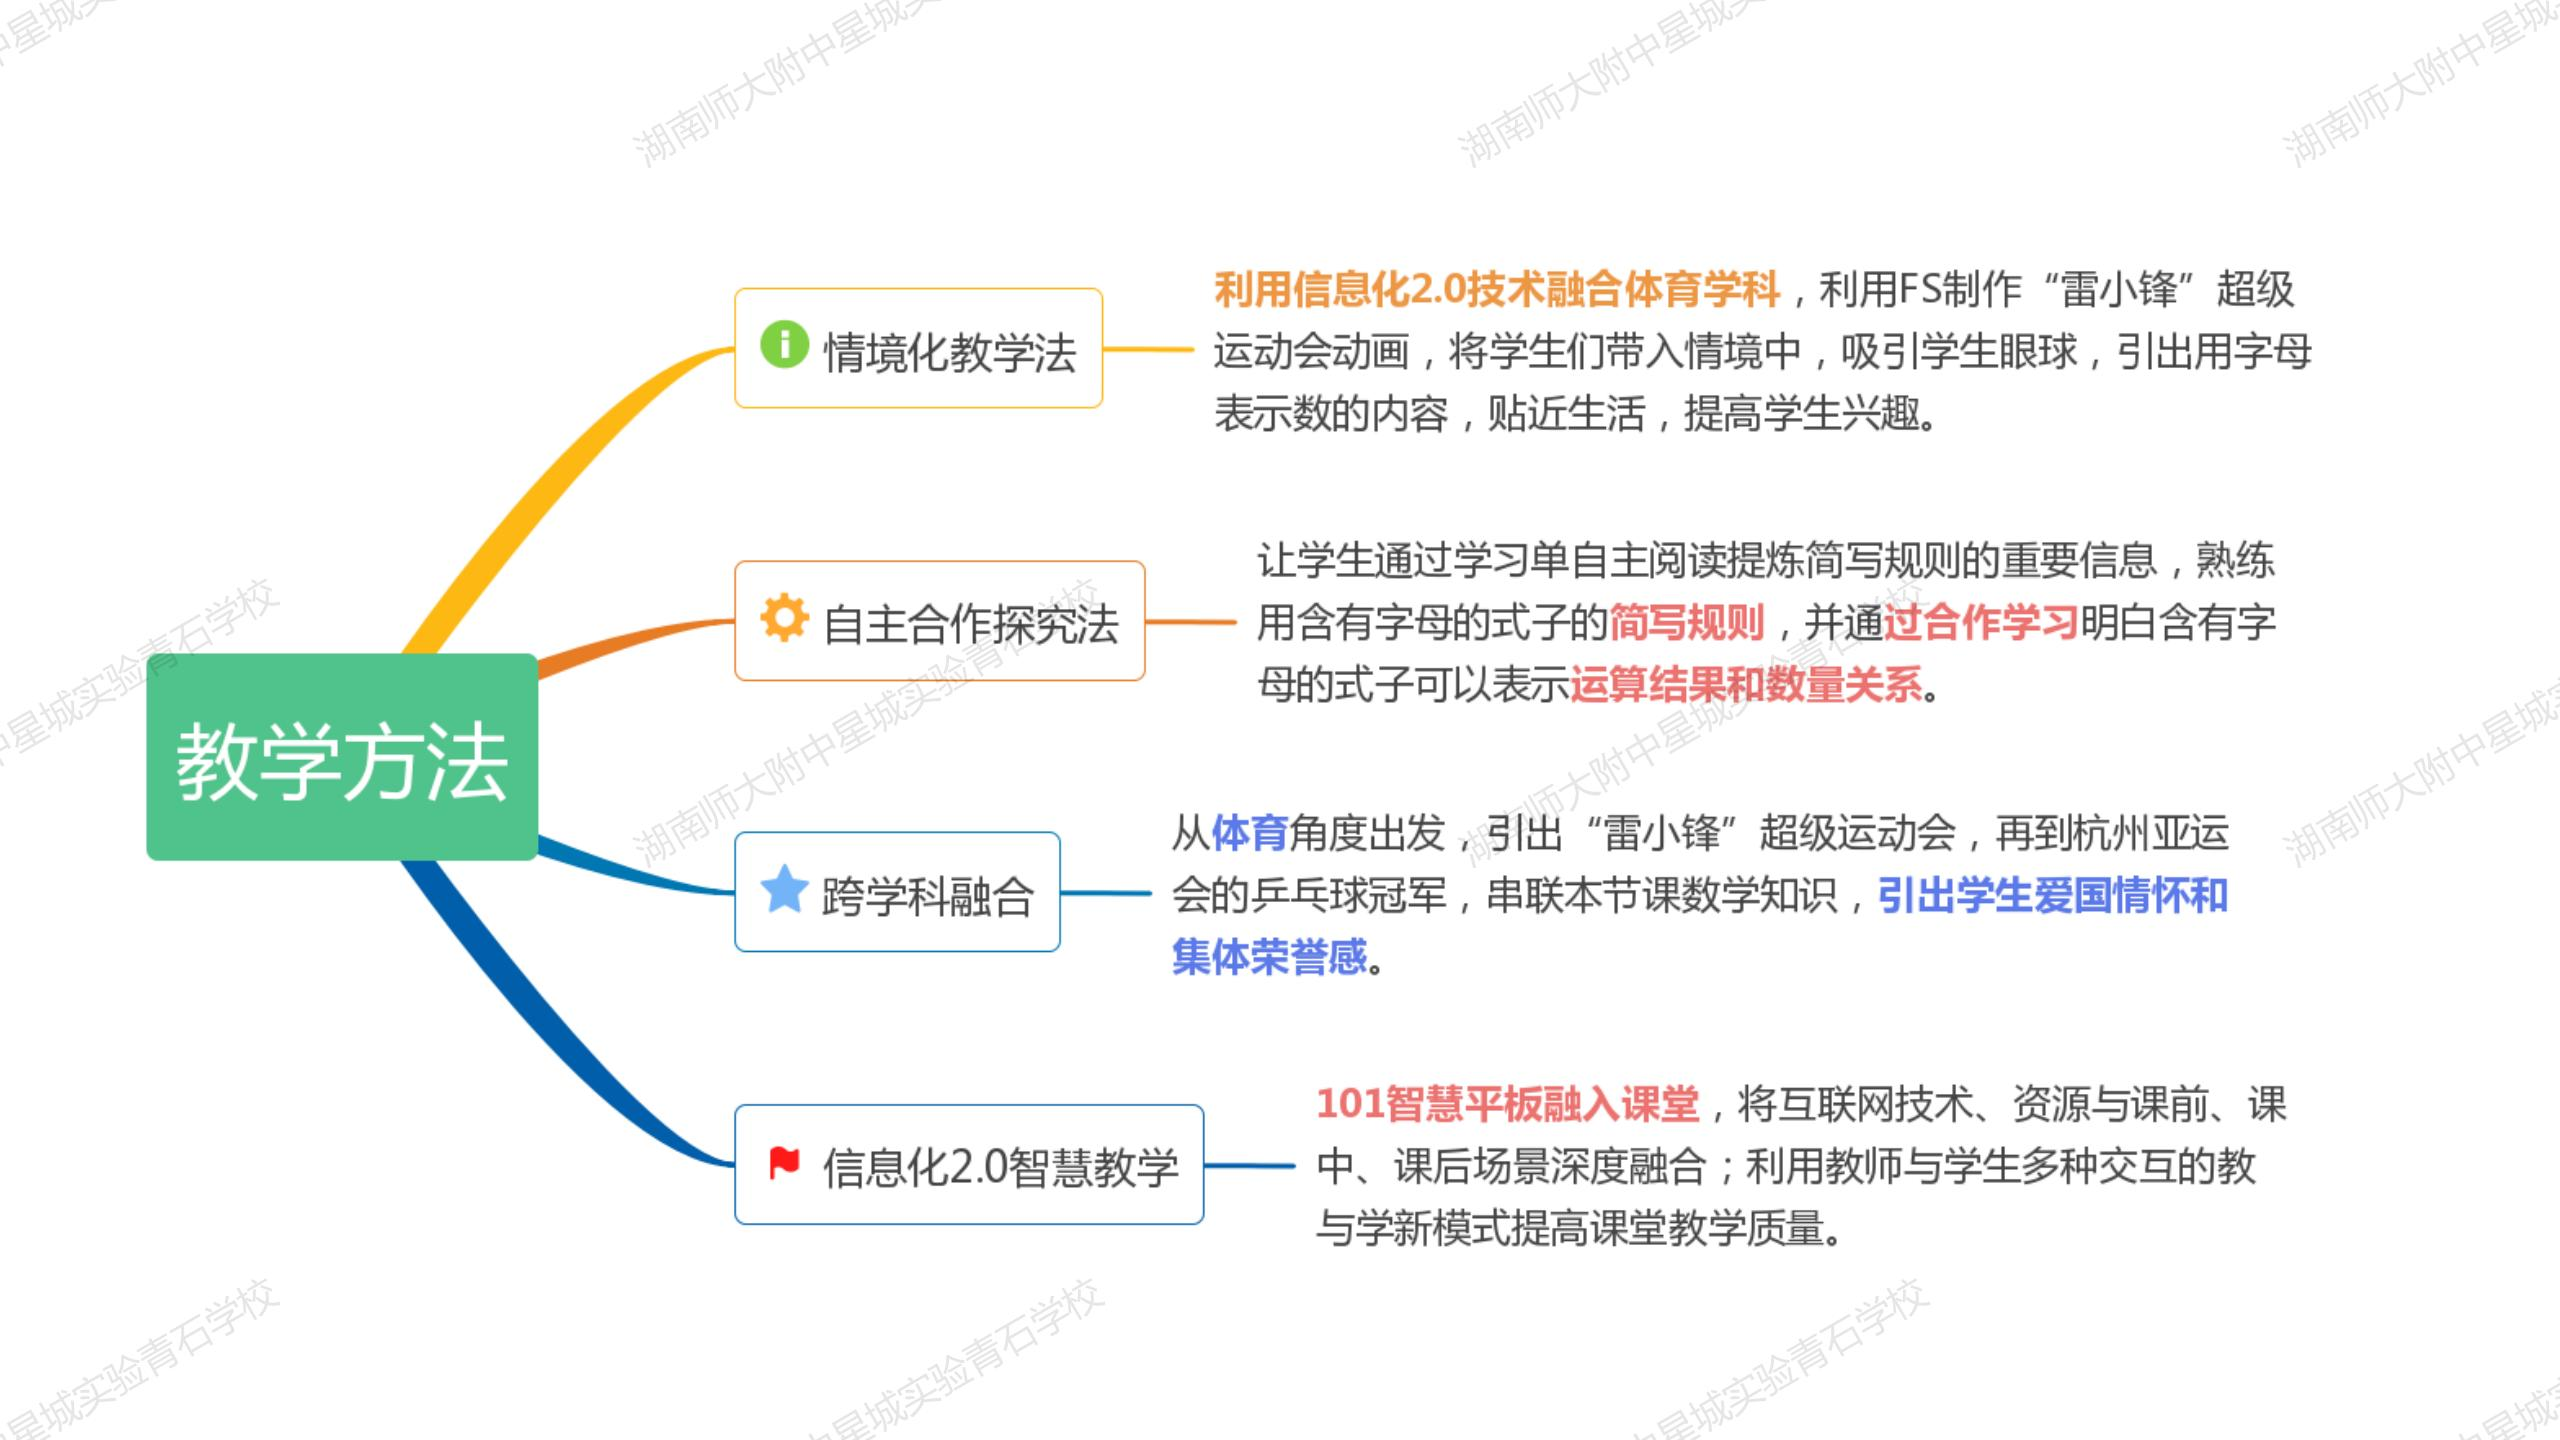 教学方法
情境化教学法
利用信息化2.0技术融合体育学科，利用FS制作“雷小锋”超级
运动会动画，将学生们带入情境中，吸引学生眼球，引出用字母
表示数的内容，贴近生活，提高学生兴趣。
自主合作探究法
让学生通过学习单自主阅读提炼简写规则的重要信息，熟练
用含有字母的式子的简写规则，并通过合作学习明白含有字
母的式子可以表示运算结果和数量关系。
跨学科融合
从体育角度出发，引出“雷小锋”超级运动会，再到杭州亚运
会的乒乓球冠军，串联本节课数学知识，引出学生爱国情怀和
集体荣誉感。
信息化2.0智慧教学
101智慧平板融入课堂，将互联网技术、资源与课前、课
中、课后场景深度融合；利用教师与学生多种交互的教
与学新模式提高课堂教学质量。
湖南师大附中星城实验青石学校